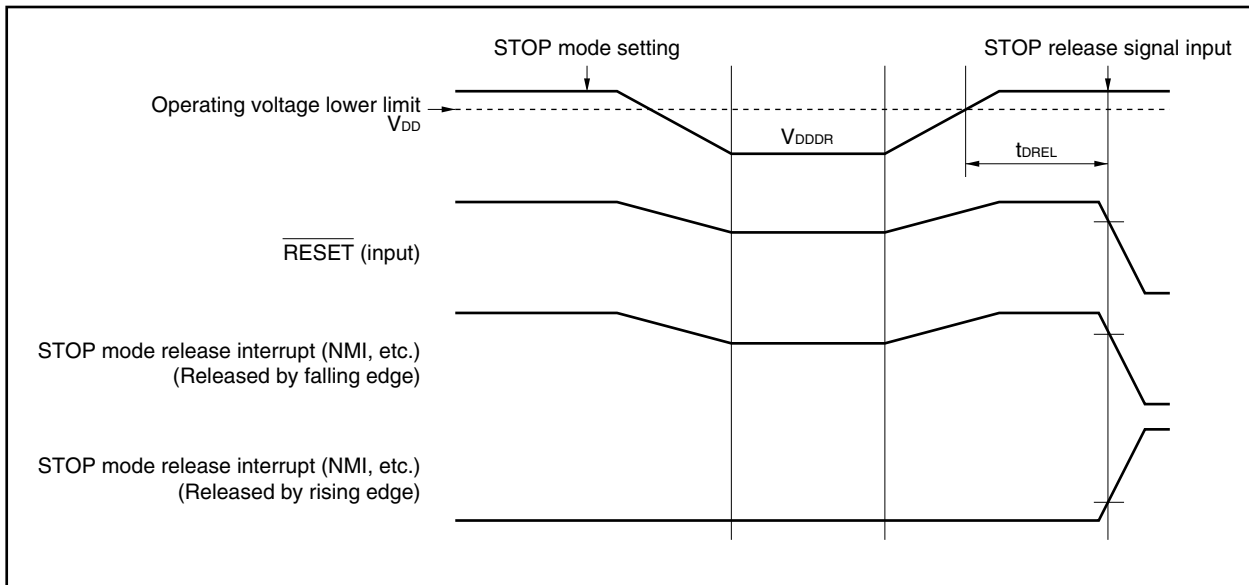 STOP mode setting
STOP release signal input
Operating voltage lower limit
VDD
VDDDR
tDREL
RESET (input)
STOP mode release interrupt (NMI, etc.)
(Released by falling edge)
STOP mode release interrupt (NMI, etc.)
(Released by rising edge)